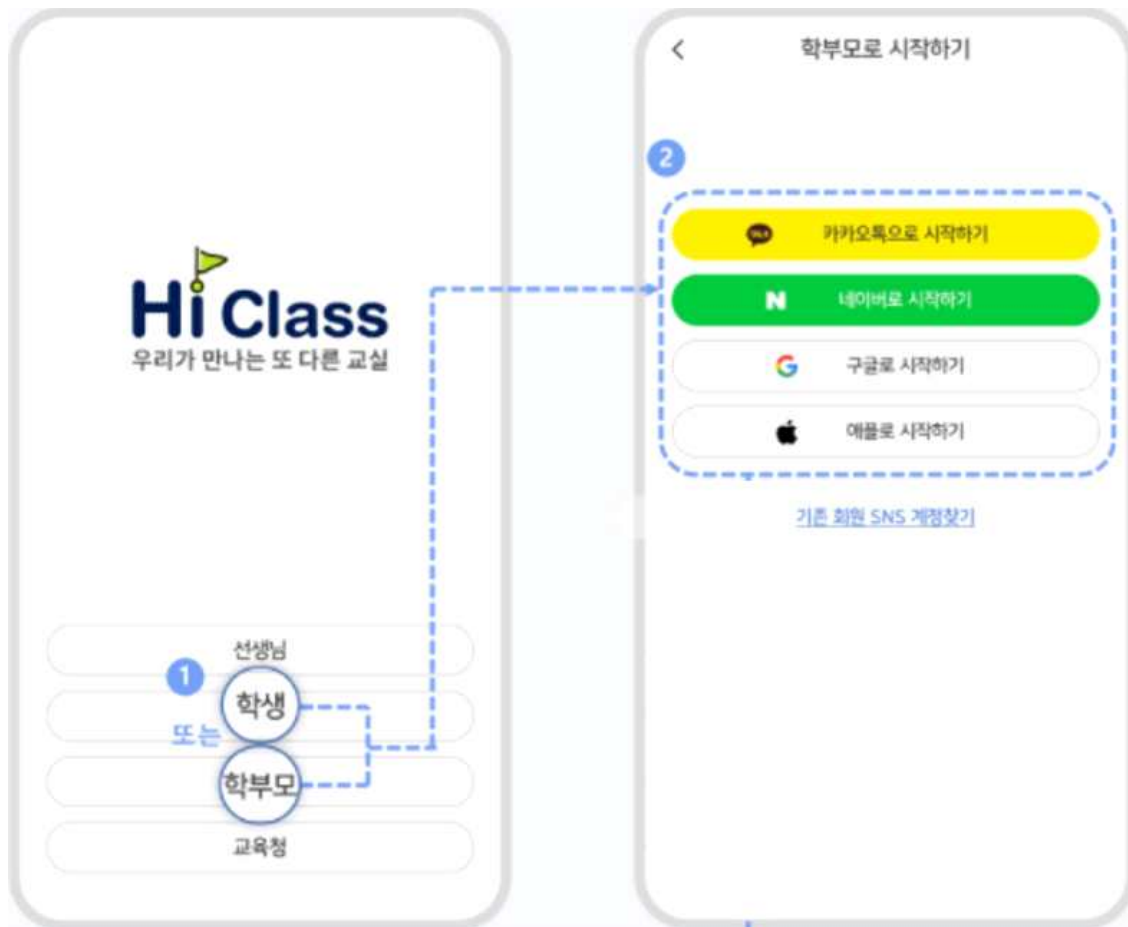 Hi Class
우리가 만나는 또 다른 교실
선생님
1
학생
또는
학부모
교육청
학부모로 시작하기
2
TALK
카카오톡으로 시작하기
N
네이버로 시작하기
G
구글로 시작하기
애플로 시작하기
기존 회원 SNS 계정찾기